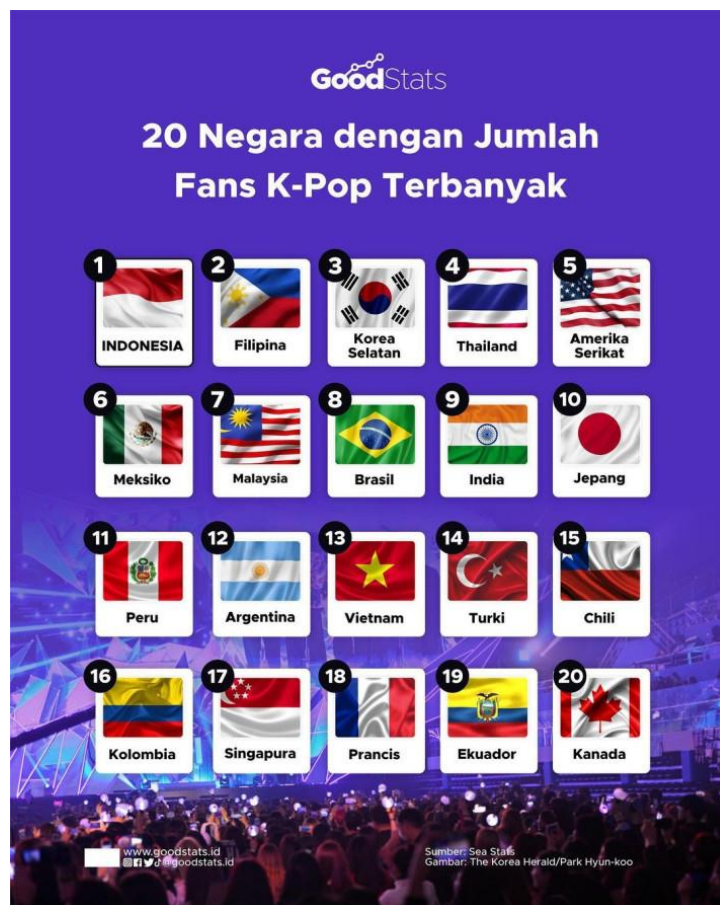 GoodStats
20 Negara dengan Jumlah
Fans K-Pop Terbanyak
1
INDONESIA
2
Filipina
3
Korea
Selatan
4
Thailand
5
Amerika
Serikat
6
Meksiko
7
Malaysia
8
Brasil
9
India
10
Jepang
11
Peru
12
Argentina
13
Vietnam
14
Turki
15
Chili
16
Kolombia
17
Singapura
18
Prancis
19
Ekuador
20
Kanada
www.goodstats.id
@goodstats.id
Sumber: Sea Stats
Gambar: The Korea Herald/Park Hyun-koo